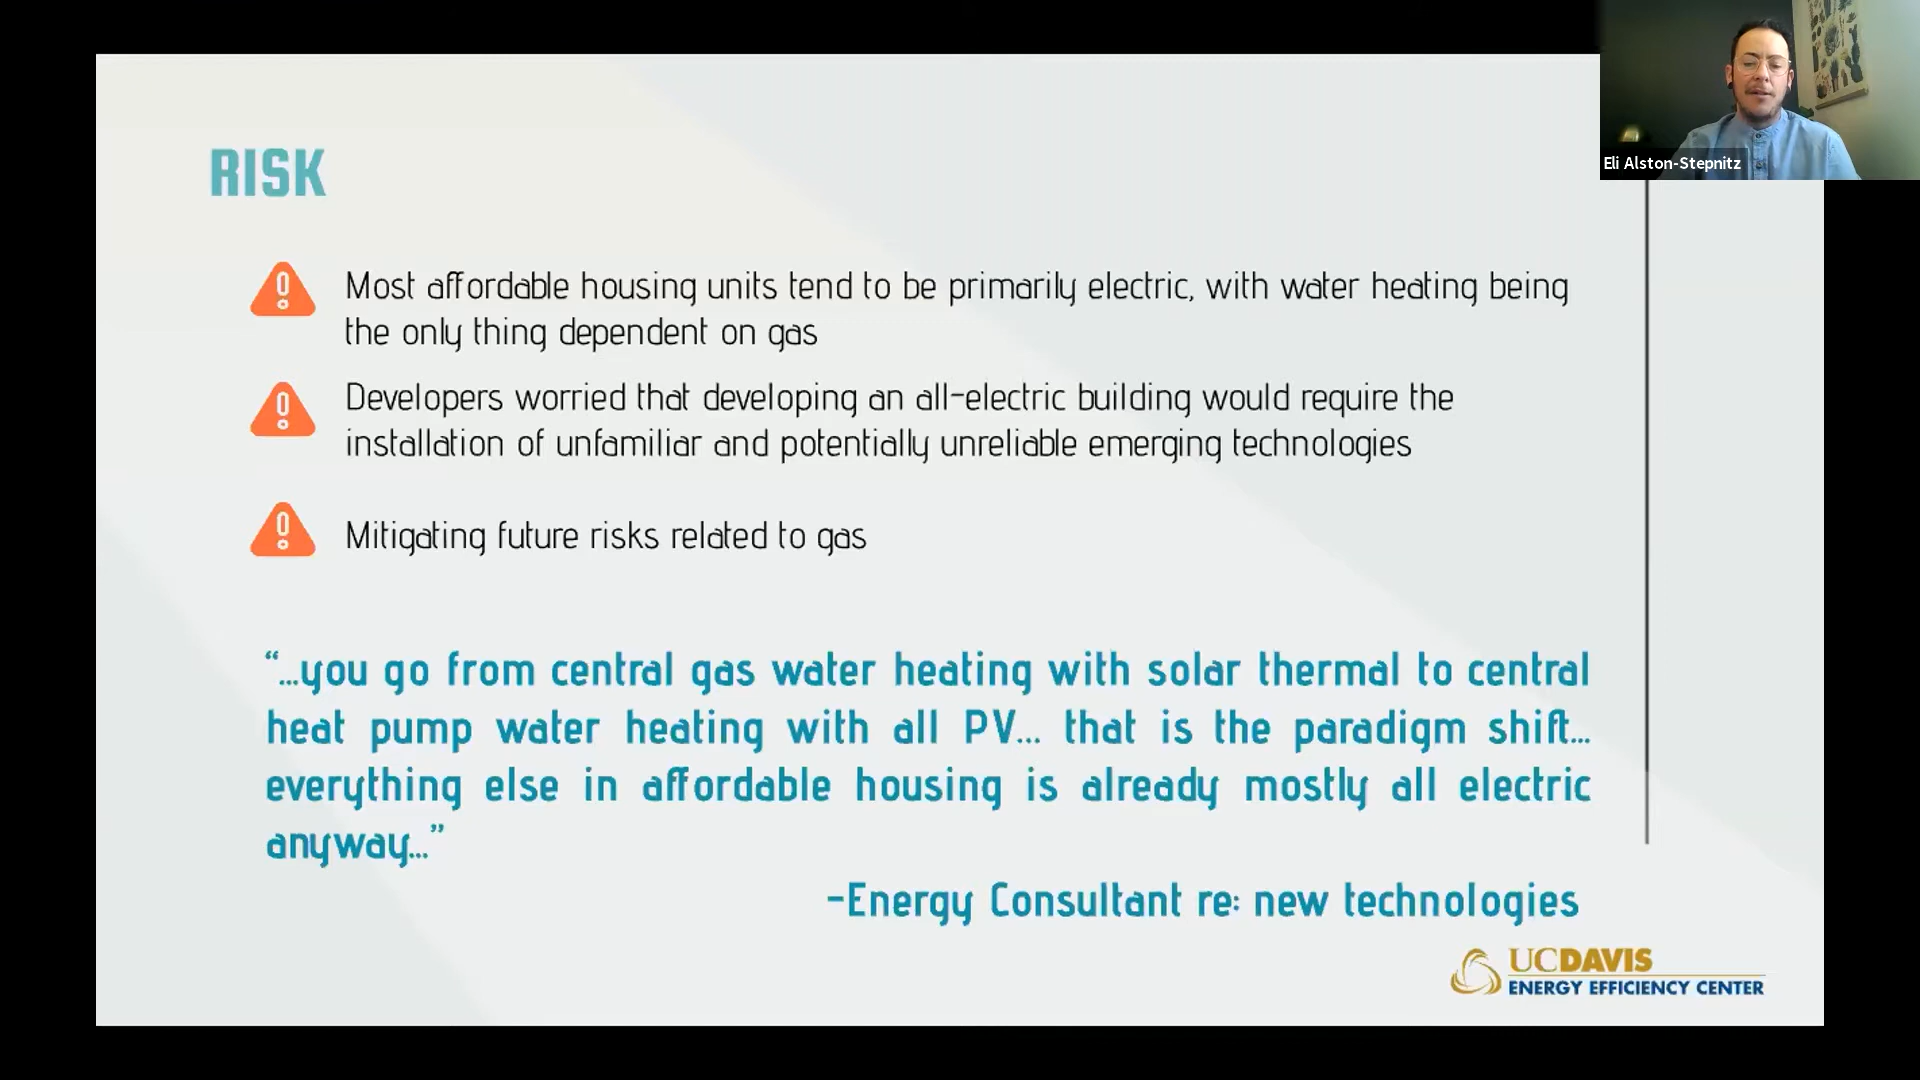 Eli Alston-Stepnitz
RISK
Most affordable housing units tend to be primarily electric, with water heating being
the only thing dependent on gas
Developers worried that developing an all-electric building would require the
installation of unfamiliar and potentially unreliable emerging technologies
Mitigating future risks related to gas
“...you go from central gas water heating with solar thermal to central
heat pump water heating with all PV... that is the paradigm shift...
everything else in affordable housing is already mostly all electric
anyway...”
-Energy Consultant re: new technologies
UCDAVIS
ENERGY EFFICIENCY CENTER